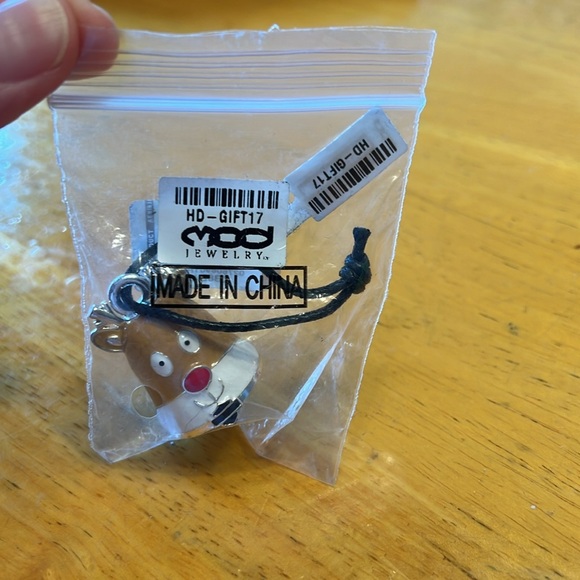 HD-GIFT17
HD-GIFT17
MOD
JEWELRY
MADE IN CHINA